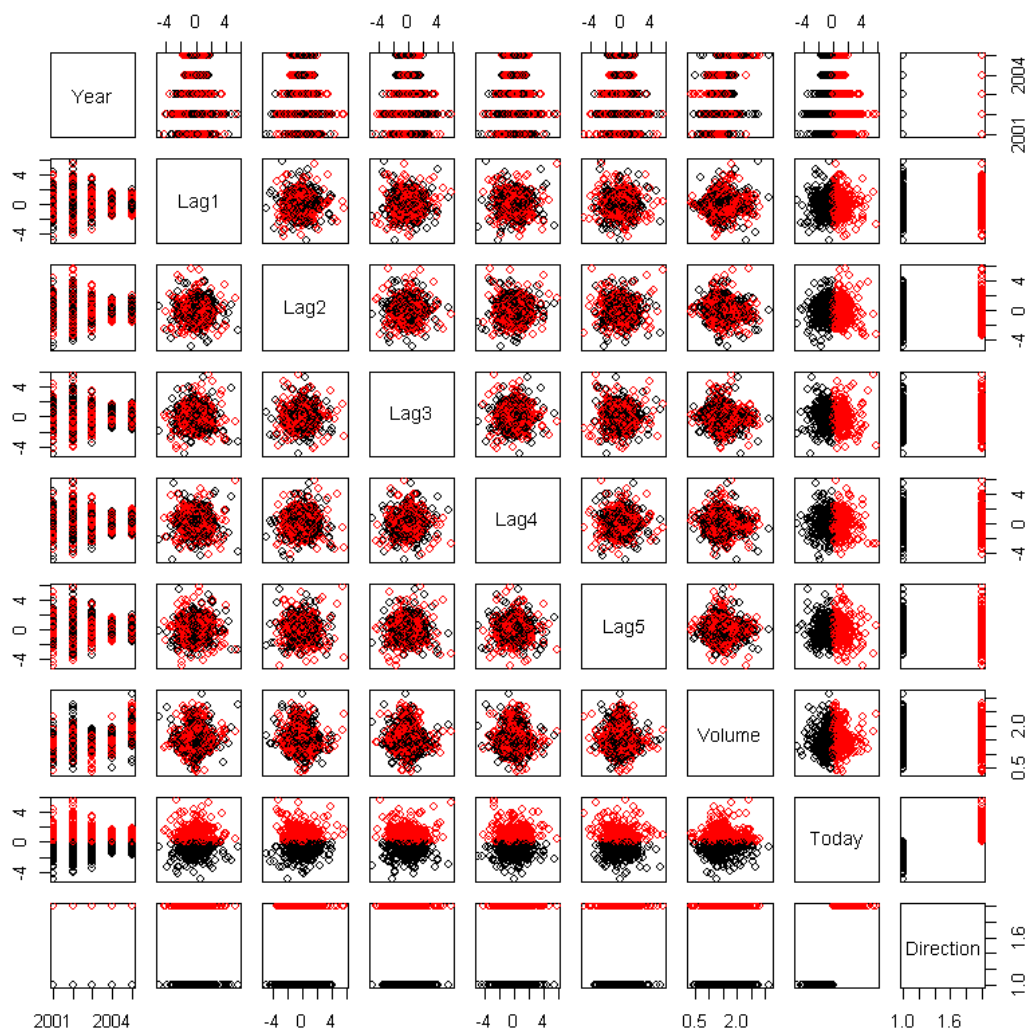 -4 0 4 -4 0 4 -4 0 4 -4 0 4
Year 2001 2004
-4 0 4 Lag1
Lag2 -4 0 4
-4 0 4 Lag3
Lag4 -4 0 4
-4 0 4 Lag5
Volume 0.5 2.0
-4 0 4 Today
Direction 1.0 1.6
2001 2004 -4 0 4 -4 0 4 0.5 2.0 1.0 1.6